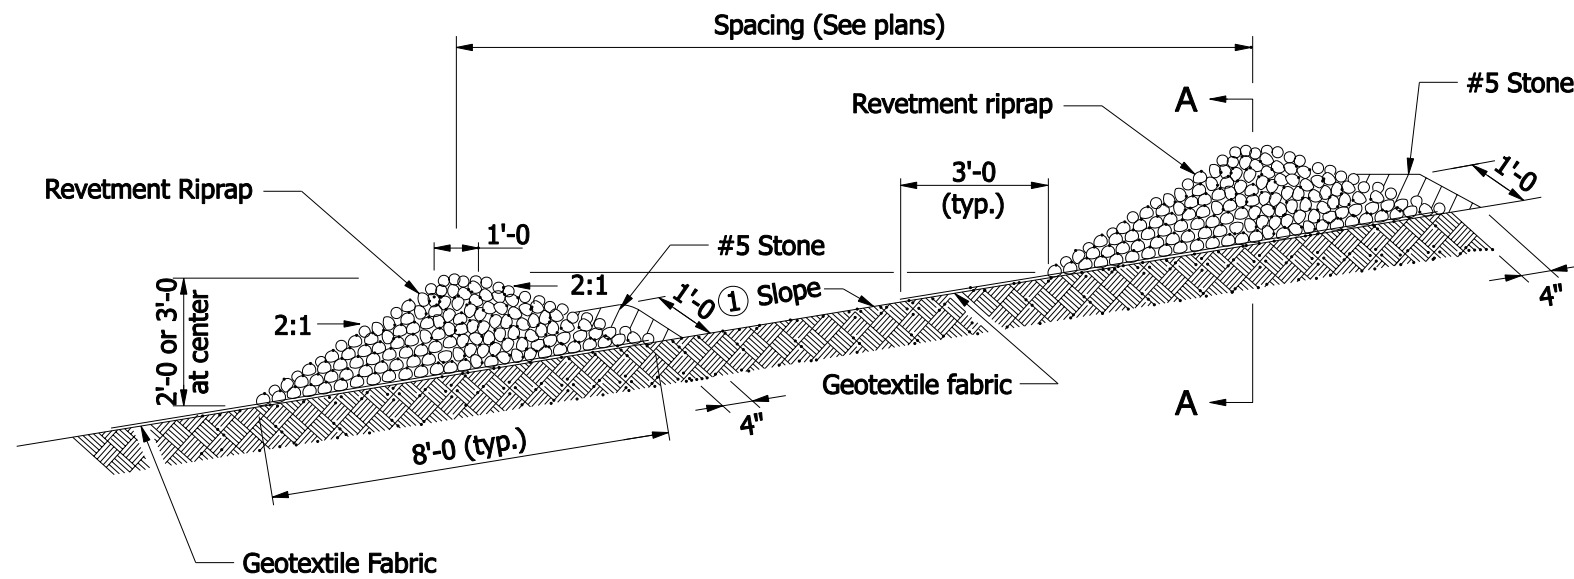 Spacing (See plans)
#5 Stone
Revetment riprap
A
1'-0
3'-0
(typ.)
Revetment Riprap
1'-0
#5 Stone
2:1
1'-0
1 Slope
4"
2'-0 or 3'-0
at center
2:1
Geotextile fabric
A
4"
8'-0 (typ.)
Geotextile Fabric